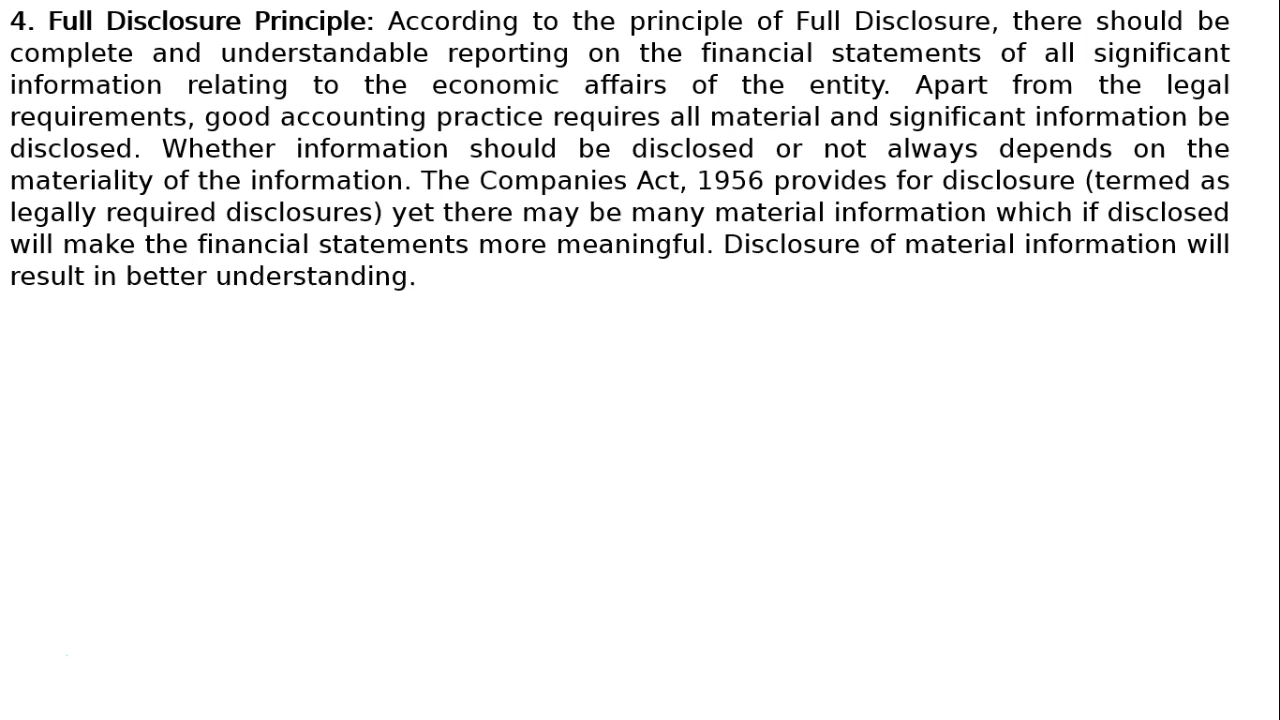 4. Full Disclosure Principle: According to the principle of Full Disclosure, there should be
complete and understandable reporting on the financial statements of all significant
information relating to the economic affairs of the entity. Apart from the legal
requirements, good accounting practice requires all material and significant information be
disclosed. Whether information should be disclosed or not always depends on the
materiality of the information. The Companies Act, 1956 provides for disclosure (termed as
legally required disclosures) yet there may be many material information which if disclosed
will make the financial statements more meaningful. Disclosure of material information will
result in better understanding.